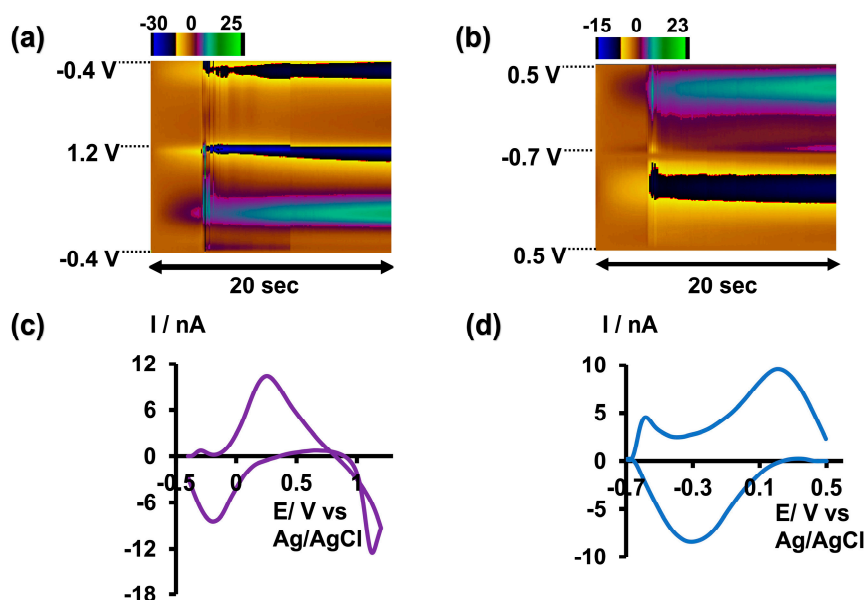 (a)
-30 0 25
-0.4 V
1.2 V
-0.4 V
20 sec
(b)
-15 0 23
0.5 V
-0.7 V
0.5 V
20 sec
(c)
I / nA
12
6
0
-6
-12
-18
-0.5 0 0.5 1
E/ V vs
Ag/AgCl
(d)
I / nA
10
5
0
-5
-10
-0.7 -0.3 0.1 0.5
E/ V vs
Ag/AgCl